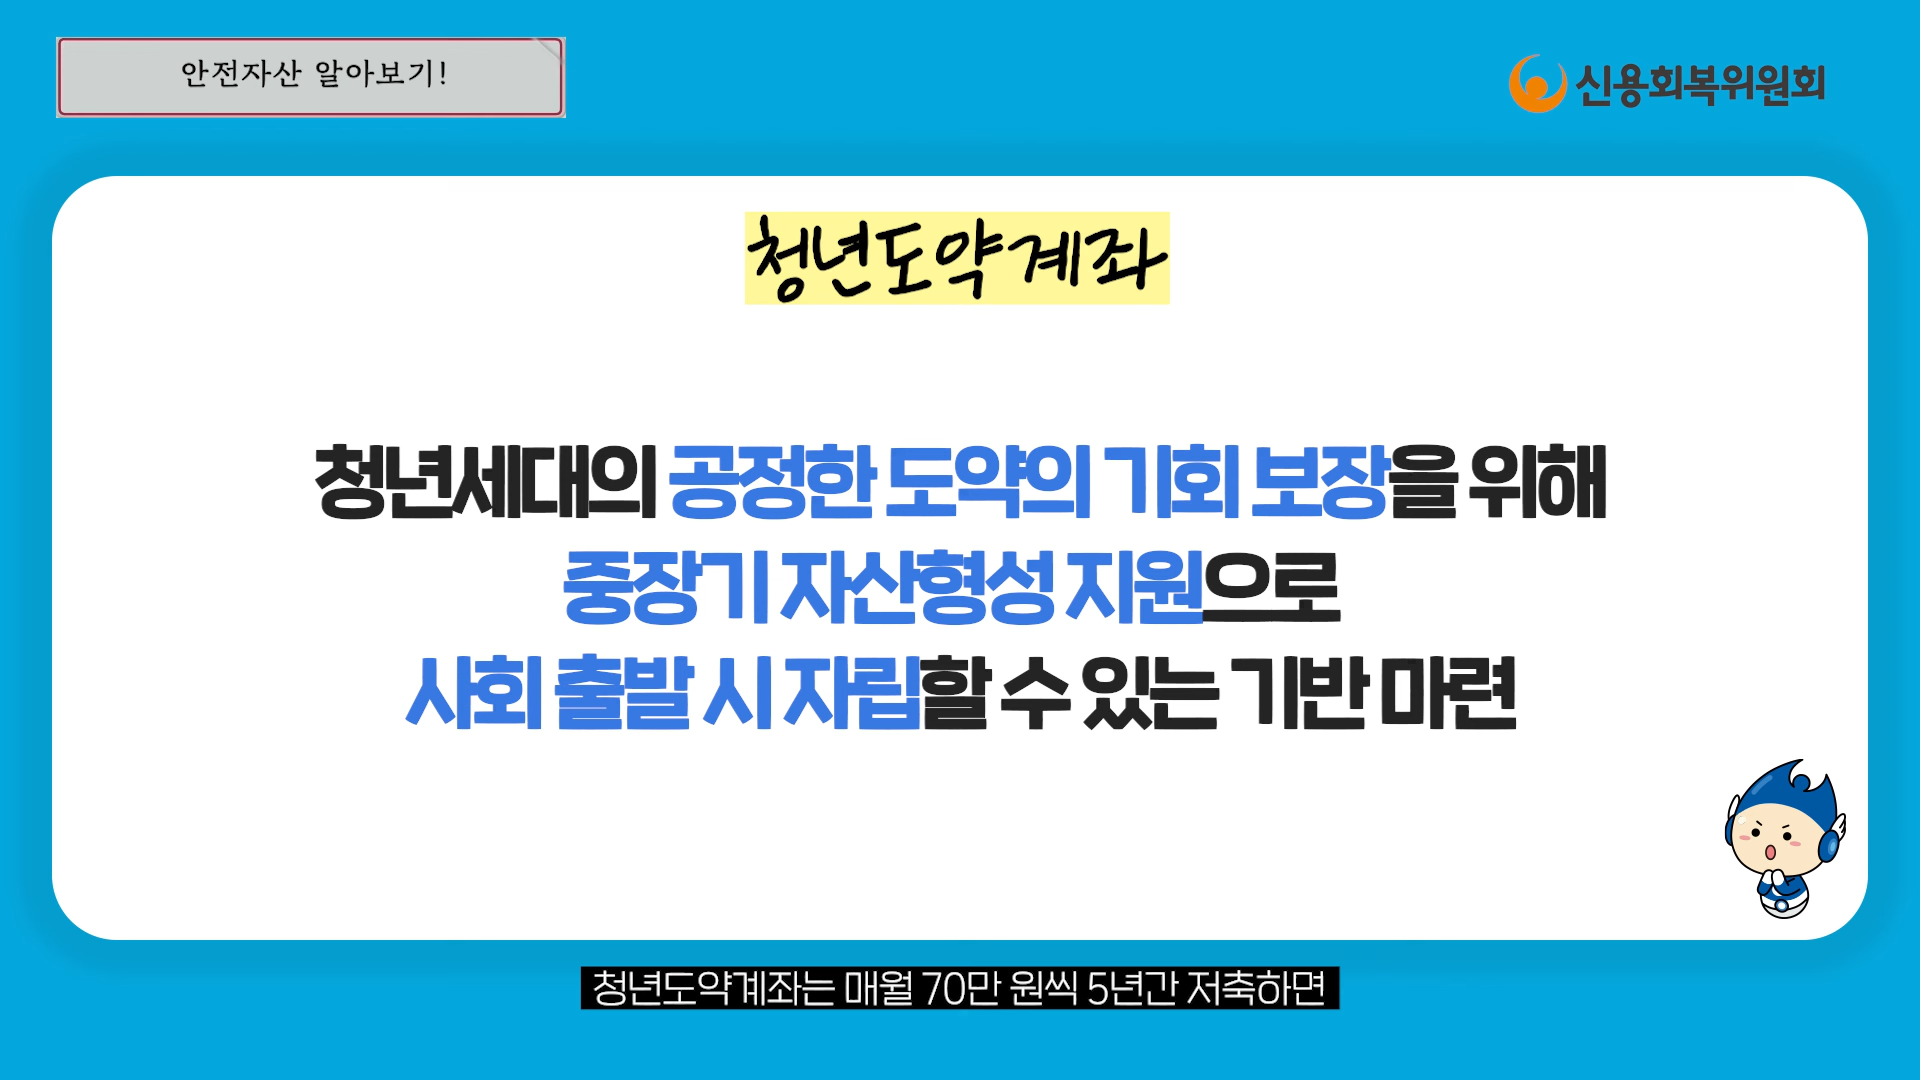 안전자산 알아보기!
신용회복위원회
청년도약계좌
청년세대의 공정한 도약의 기회 보장을 위해
중장기 자산형성 지원으로
사회 출발 시 자립할 수 있는 기반 마련
청년도약계좌는 매월 70만 원씩 5년간 저축하면